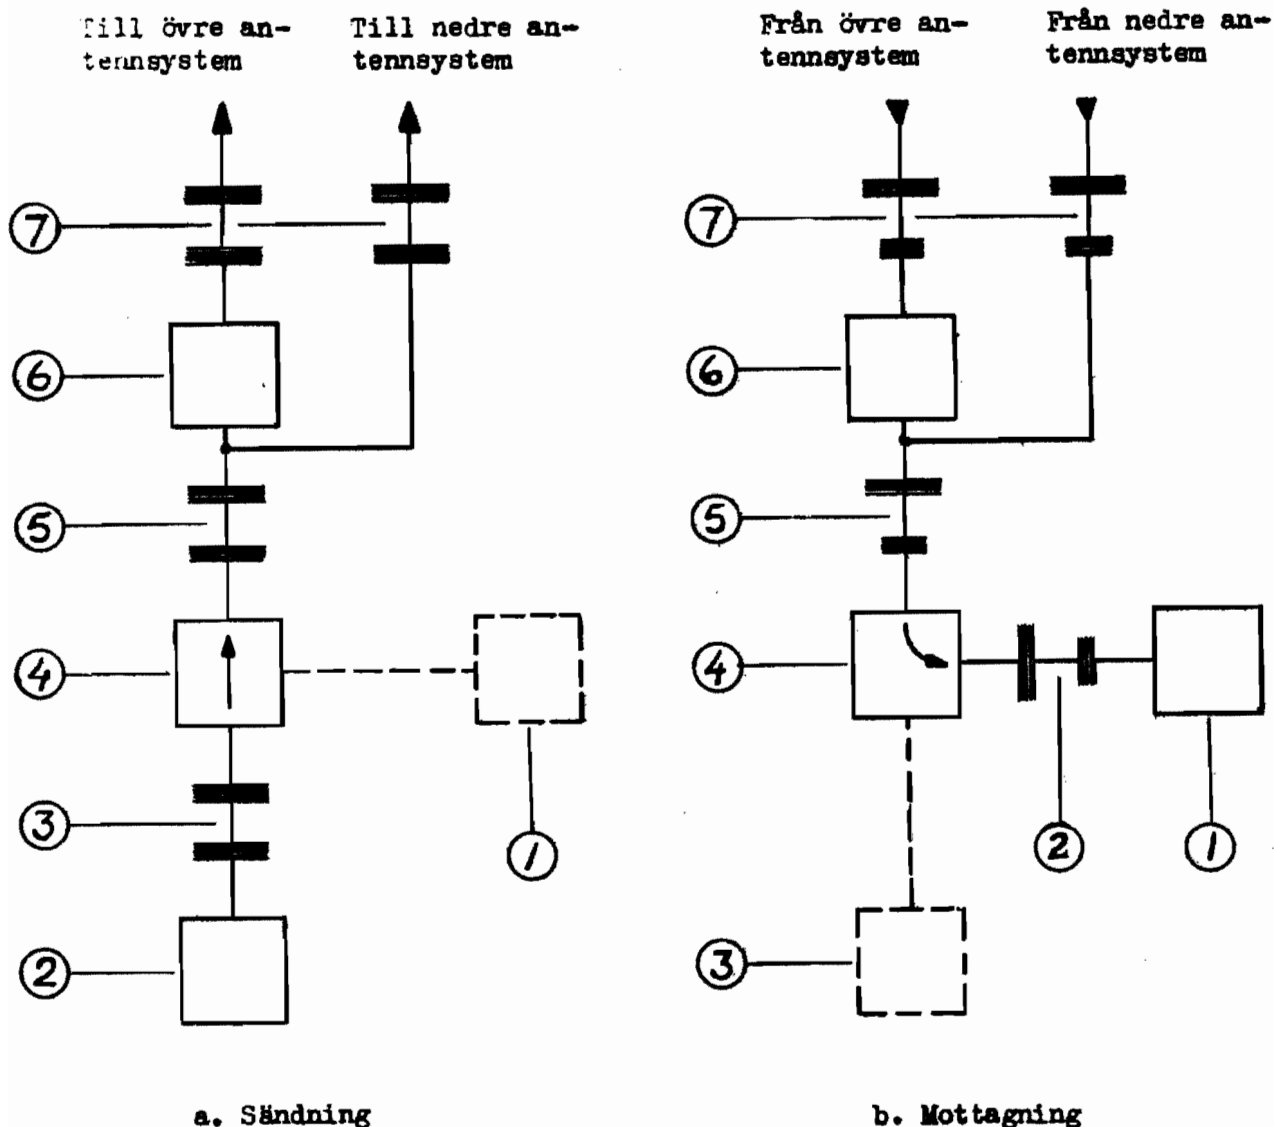 Till övre an-
tennsystem
Till nedre an-
tennsystem
Från övre an-
tennsystem
Från nedre an-
tennsystem
7
7
6
6
5
5
4
4
3
1
2
1
2
3
a. Sändning
b. Mottagning